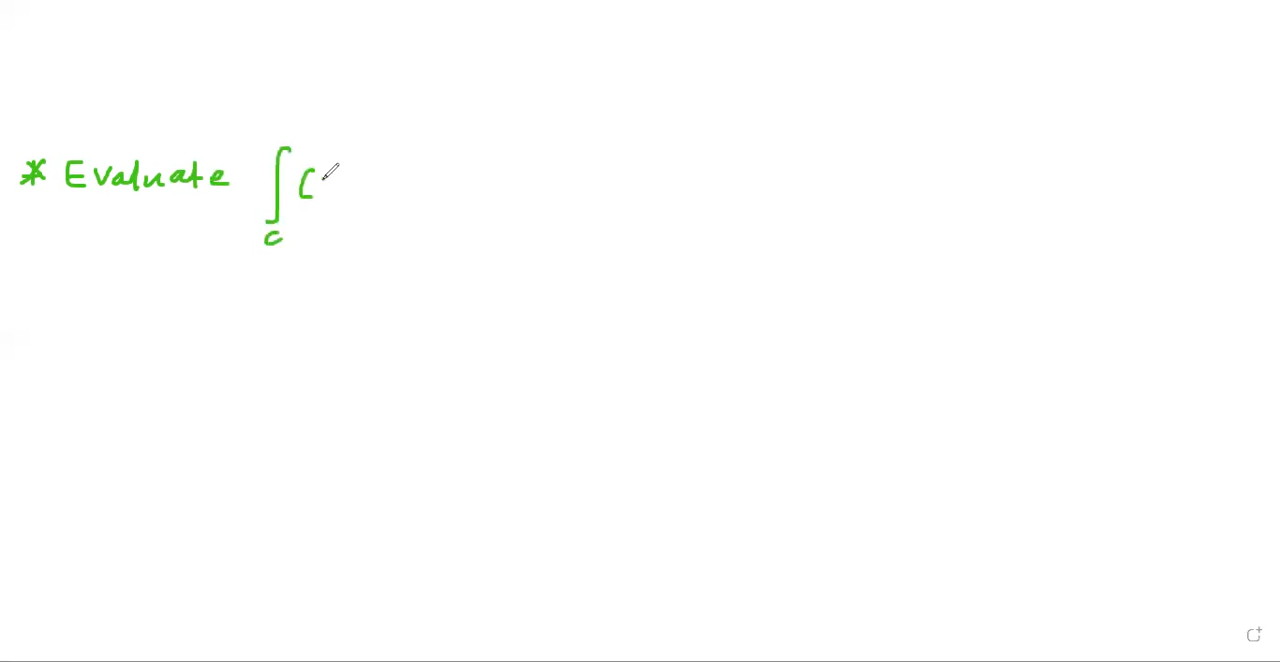 * Evaluate ∫_C (